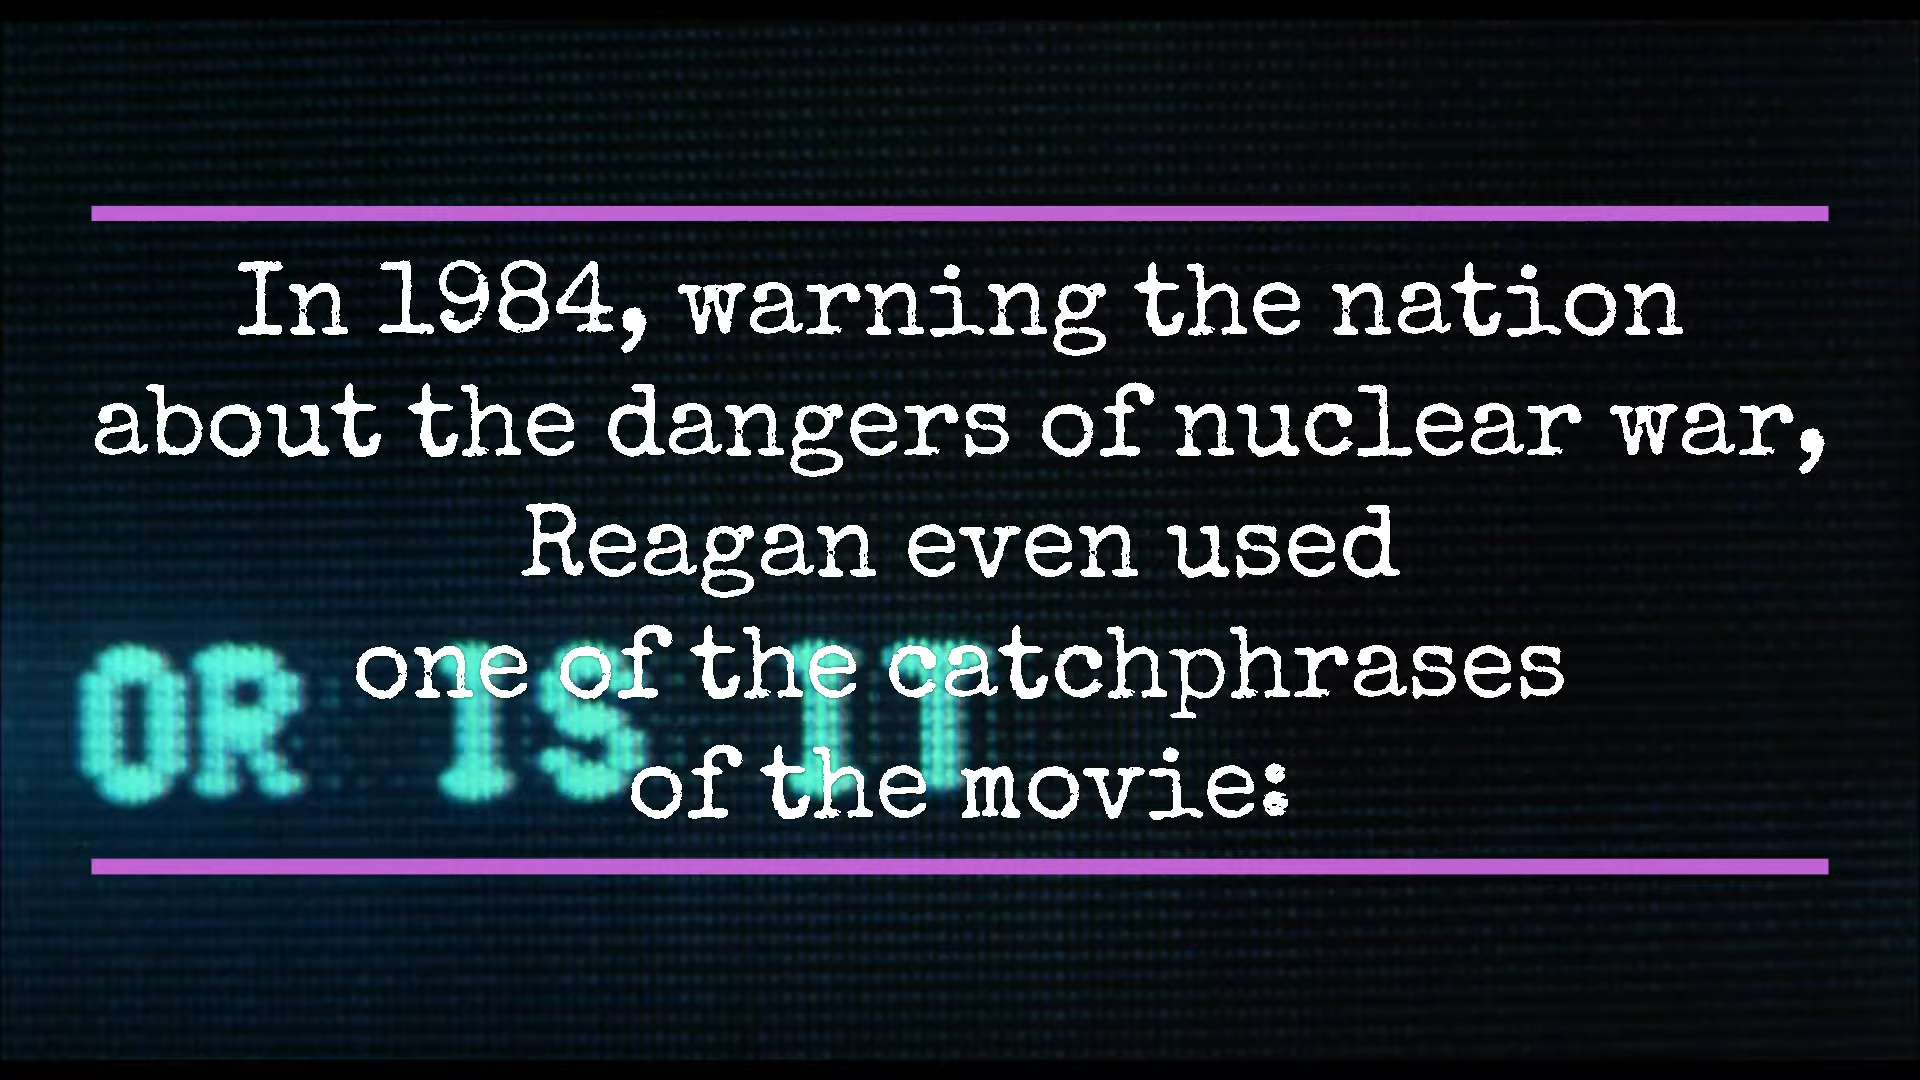 In 1984, warning the nation
about the dangers of nuclear war,
Reagan even used
one of the catchphrases
of the movie:
OR IS IT